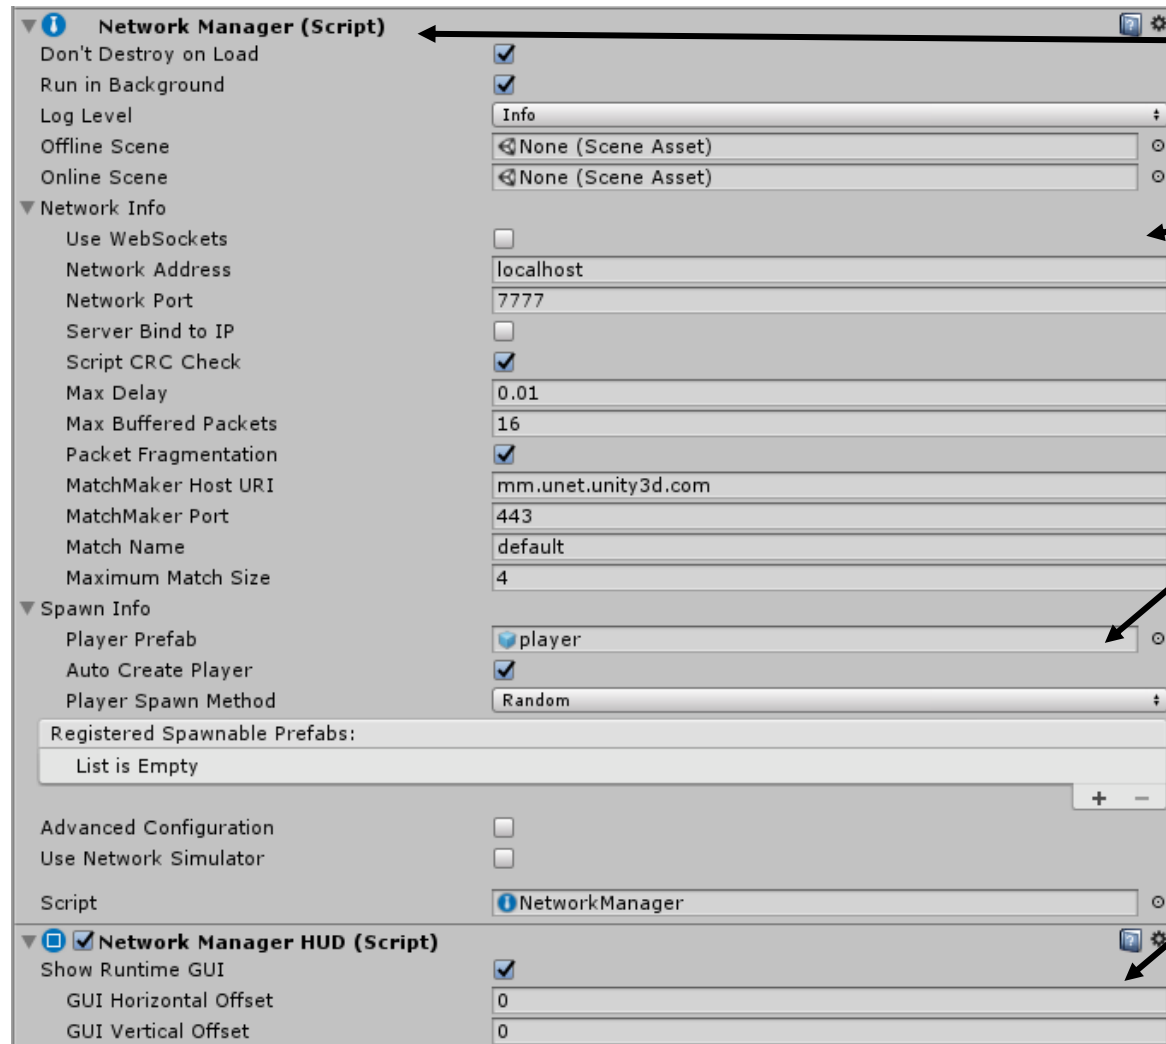 Network Manager (Script)
Don't Destroy on Load
Run in Background
Log Level Info
Offline Scene None (Scene Asset)
Online Scene None (Scene Asset)
Network Info
Use WebSockets
Network Address localhost
Network Port 7777
Server Bind to IP
Script CRC Check
Max Delay 0.01
Max Buffered Packets 16
Packet Fragmentation
MatchMaker Host URI mm.unet.unity3d.com
MatchMaker Port 443
Match Name default
Maximum Match Size 4
Spawn Info
Player Prefab player
Auto Create Player
Player Spawn Method Random
Registered Spawnable Prefabs:
List is Empty
+ −
Advanced Configuration
Use Network Simulator
Script NetworkManager
Network Manager HUD (Script)
Show Runtime GUI
GUI Horizontal Offset 0
GUI Vertical Offset 0